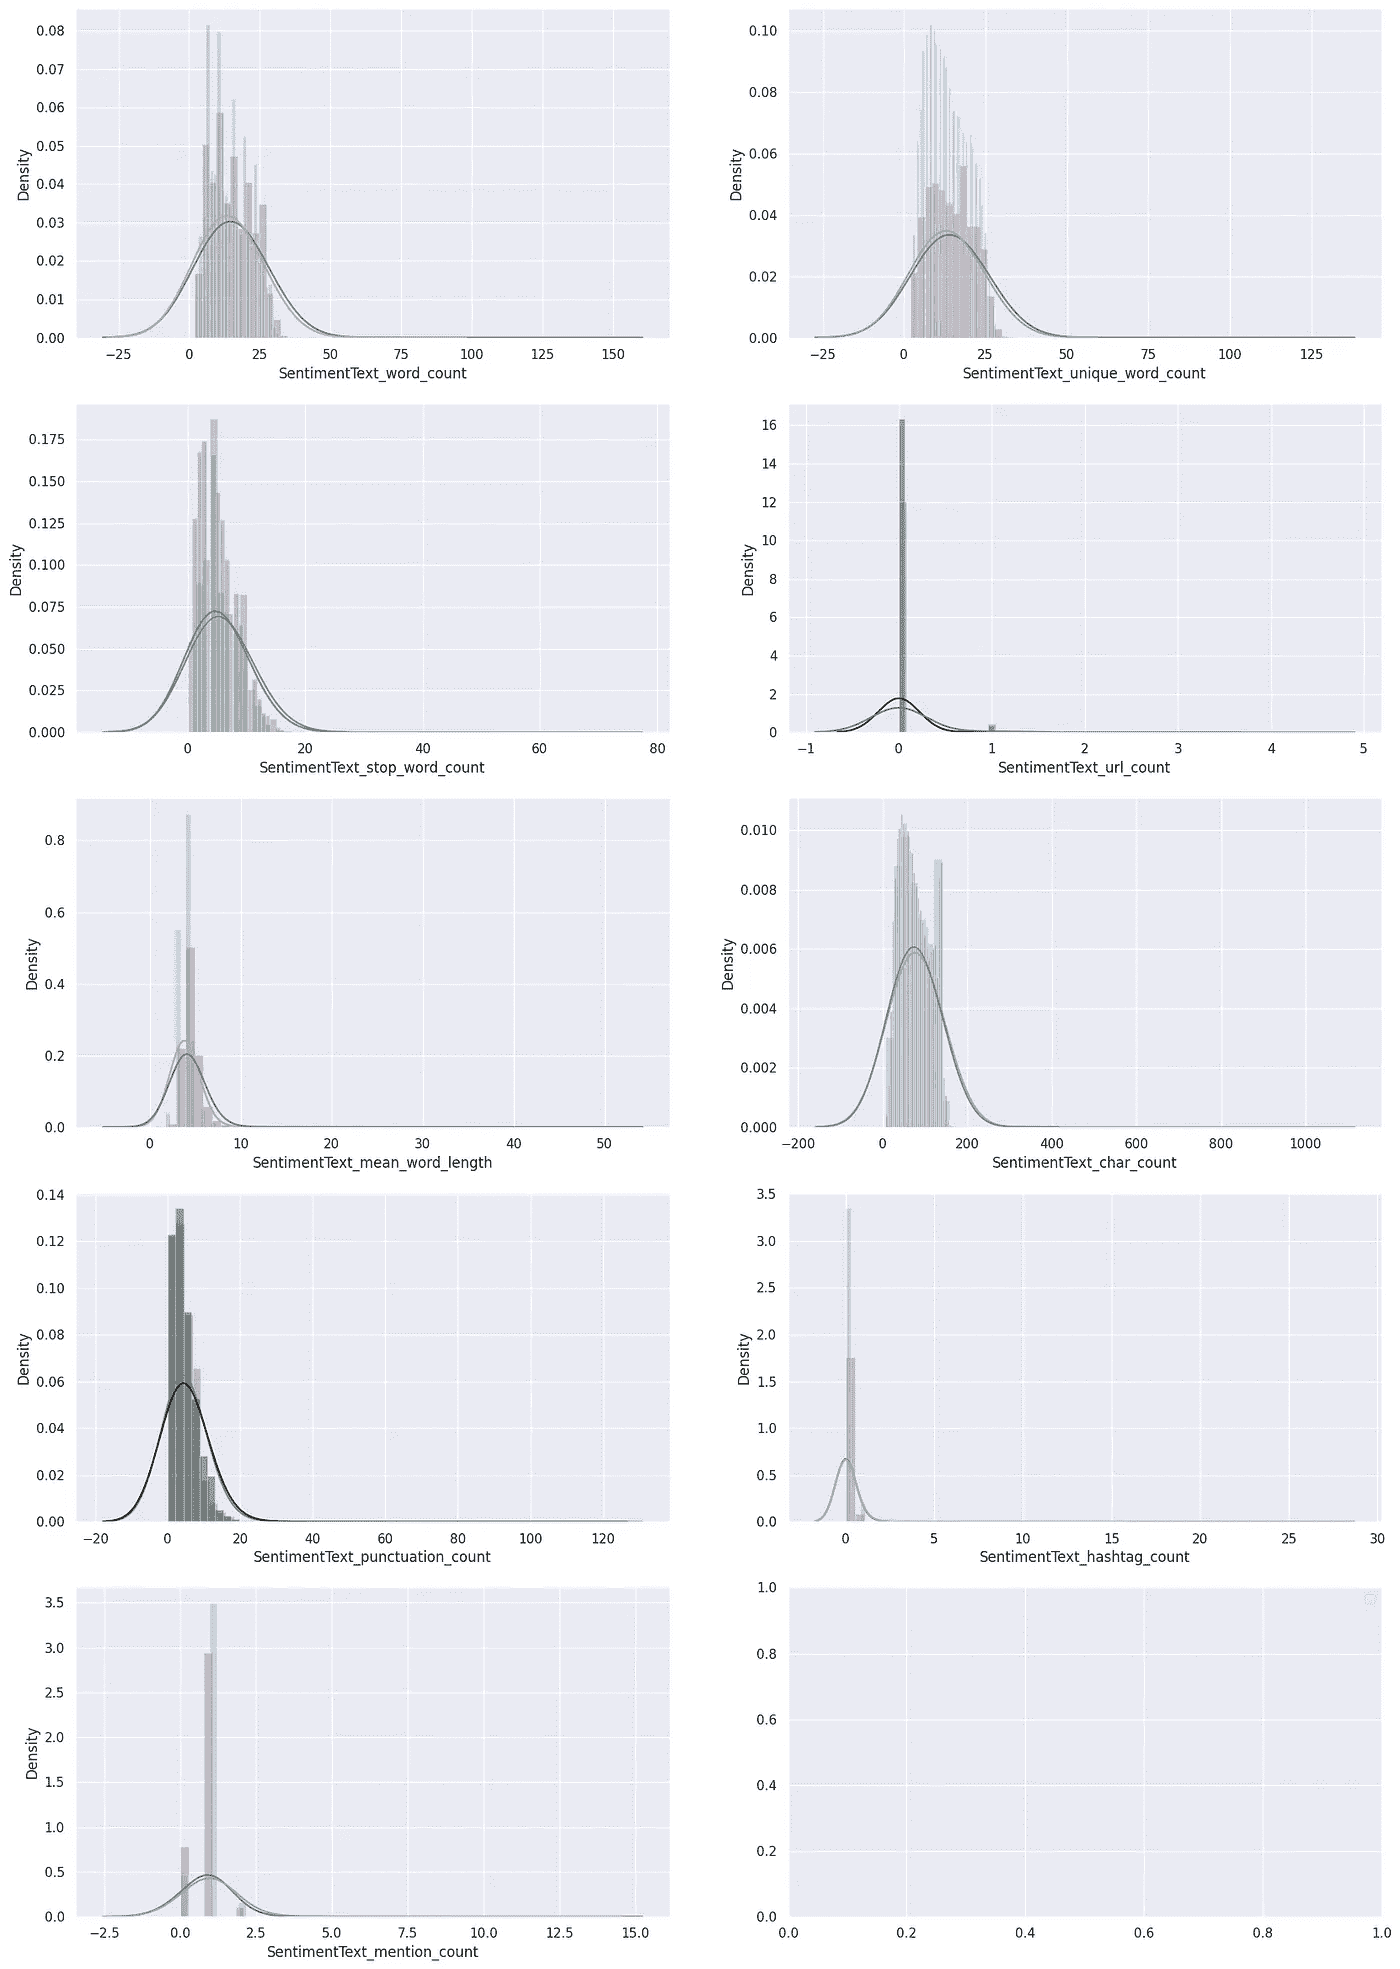 0.08
0.07
0.06
0.05
0.04
0.03
0.02
0.01
0.00
Density
−25 0 25 50 75 100 125 150
SentimentText_word_count
0.10
0.08
0.06
0.04
0.02
0.00
Density
−25 0 25 50 75 100 125
SentimentText_unique_word_count
0.175
0.150
0.125
0.100
0.075
0.050
0.025
0.000
Density
0 20 40 60 80
SentimentText_stop_word_count
16
14
12
10
8
6
4
2
0
Density
−1 0 1 2 3 4 5
SentimentText_url_count
0.8
0.6
0.4
0.2
0.0
Density
0 10 20 30 40 50
SentimentText_mean_word_length
0.010
0.008
0.006
0.004
0.002
0.000
Density
−200 0 200 400 600 800 1000
SentimentText_char_count
0.14
0.12
0.10
0.08
0.06
0.04
0.02
0.00
Density
−20 0 20 40 60 80 100 120
SentimentText_punctuation_count
3.5
3.0
2.5
2.0
1.5
1.0
0.5
0.0
Density
0 5 10 15 20 25 30
SentimentText_hashtag_count
3.5
3.0
2.5
2.0
1.5
1.0
0.5
0.0
Density
−2.5 0.0 2.5 5.0 7.5 10.0 12.5 15.0
SentimentText_mention_count
1.0
0.8
0.6
0.4
0.2
0.0
0.0 0.2 0.4 0.6 0.8 1.0